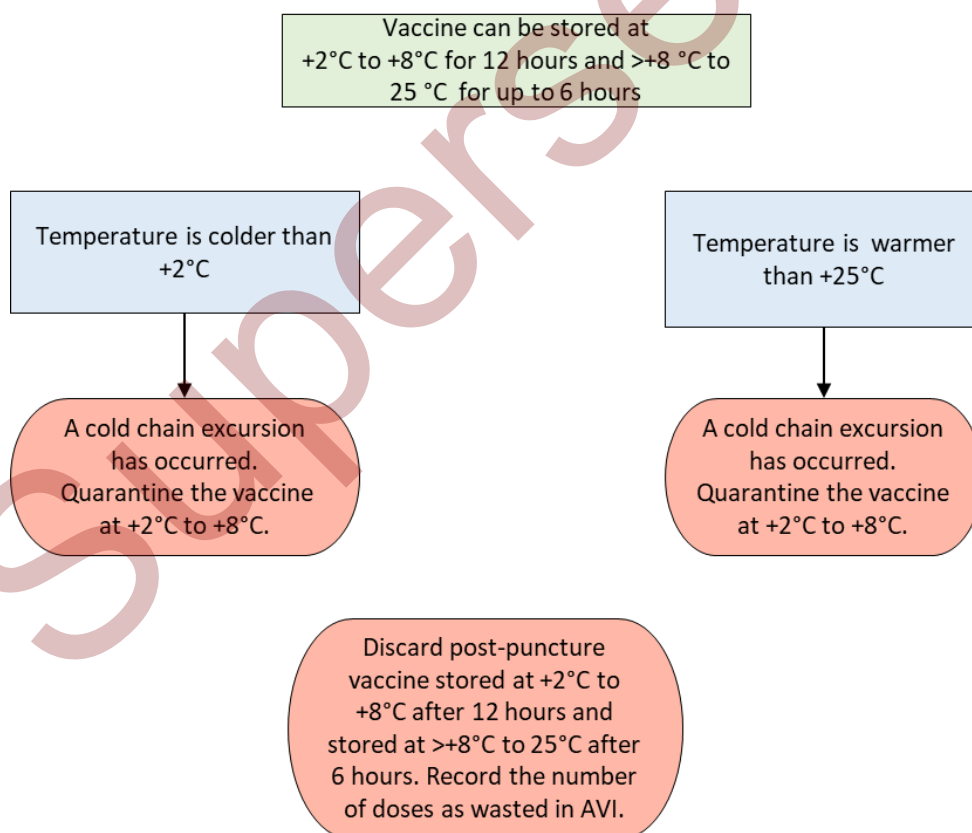 Vaccine can be stored at
+2°C to +8°C for 12 hours and >+8 °C to
25 °C for up to 6 hours
Temperature is colder than
+2°C
Temperature is warmer
than +25°C
A cold chain excursion
has occurred.
Quarantine the vaccine
at +2°C to +8°C.
A cold chain excursion
has occurred.
Quarantine the vaccine
at +2°C to +8°C.
Discard post-puncture
vaccine stored at +2°C to
+8°C after 12 hours and
stored at >+8°C to 25°C after
6 hours. Record the number
of doses as wasted in AVI.
Superse